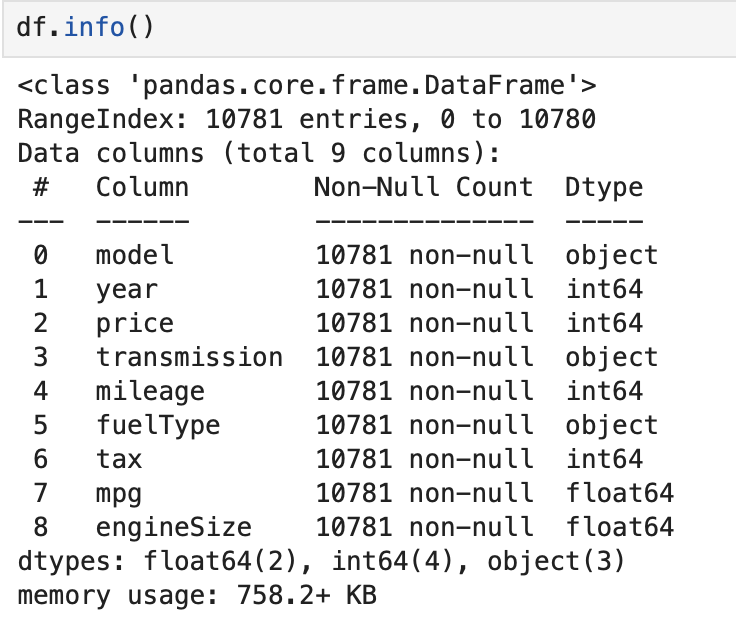 df.info()
<class 'pandas.core.frame.DataFrame'>
RangeIndex: 10781 entries, 0 to 10780
Data columns (total 9 columns):
 #   Column        Non-Null Count  Dtype
---  ------        --------------  -----
 0   model         10781 non-null  object
 1   year          10781 non-null  int64
 2   price         10781 non-null  int64
 3   transmission  10781 non-null  object
 4   mileage       10781 non-null  int64
 5   fuelType      10781 non-null  object
 6   tax           10781 non-null  int64
 7   mpg           10781 non-null  float64
 8   engineSize    10781 non-null  float64
dtypes: float64(2), int64(4), object(3)
memory usage: 758.2+ KB